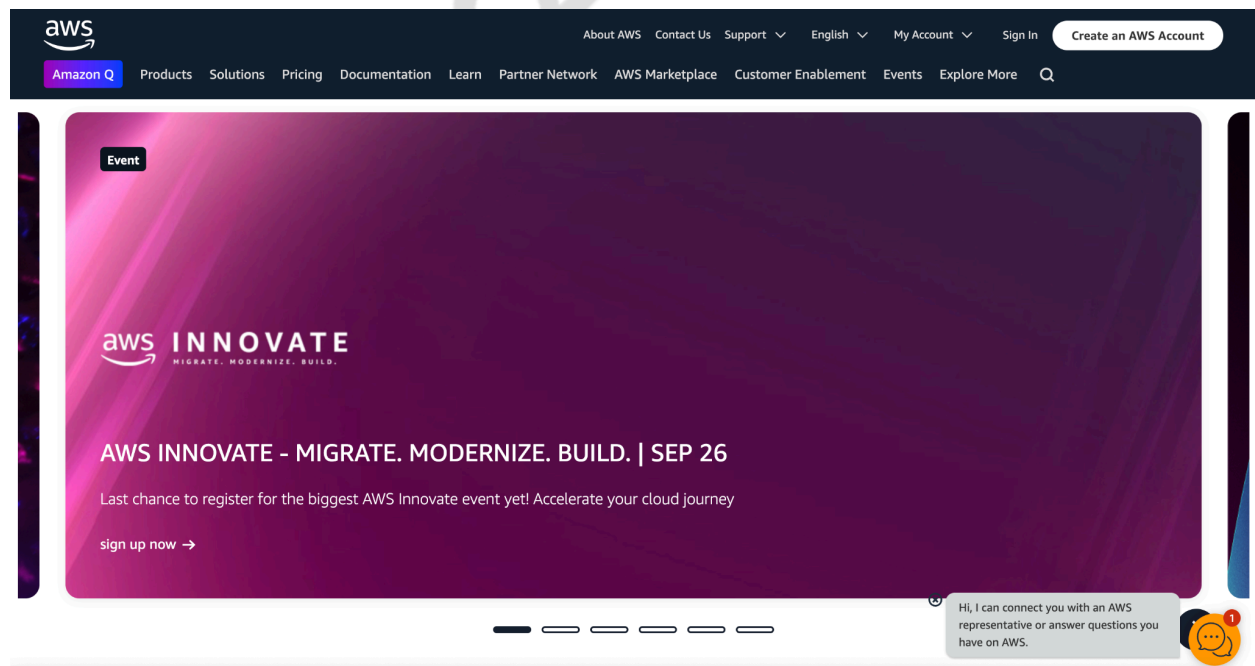 aws
About AWS Contact Us Support English My Account Sign In Create an AWS Account
Amazon Q Products Solutions Pricing Documentation Learn Partner Network AWS Marketplace Customer Enablement Events Explore More
Event
aws INNOVATE
MIGRATE. MODERNIZE. BUILD.
AWS INNOVATE - MIGRATE. MODERNIZE. BUILD. | SEP 26
Last chance to register for the biggest AWS Innovate event yet! Accelerate your cloud journey
sign up now →
Hi, I can connect you with an AWS
representative or answer questions you
have on AWS.
1